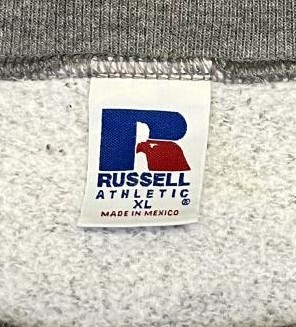 R
RUSSELL
ATHLETIC ®
XL
MADE IN MEXICO